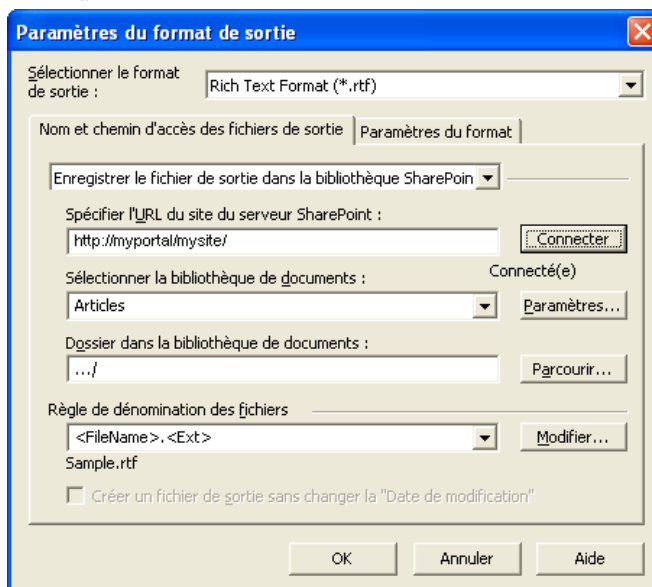 Paramètres du format de sortie
Sélectionner le format
de sortie :
Rich Text Format (*.rtf)
Nom et chemin d'accès des fichiers de sortie
Paramètres du format
Enregistrer le fichier de sortie dans la bibliothèque SharePoin
Spécifier l'URL du site du serveur SharePoint :
http://myportal/mysite/
Connecter
Sélectionner la bibliothèque de documents :
Connecté(e)
Articles
Paramètres...
Dossier dans la bibliothèque de documents :
.../
Parcourir...
Règle de dénomination des fichiers
<FileName>.<Ext>
Modifier...
Sample.rtf
Créer un fichier de sortie sans changer la "Date de modification"
OK
Annuler
Aide